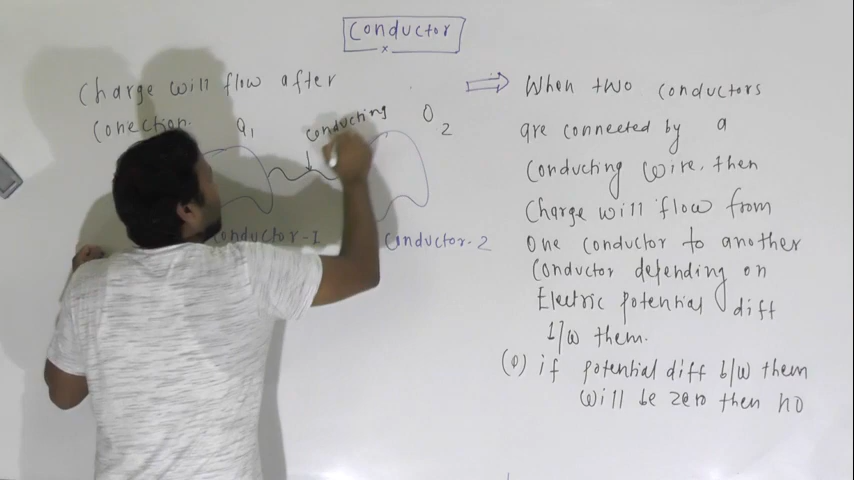 Conductor
x
Charge will flow after
Conection.
Q1
conducting
Q2
Conductor-1
Conductor-2
When two conductors
are connected by a
Conducting wire, then
Charge will flow from
One conductor to another
Conductor depending on
Electric potential diff
b/w them.
(0) if potential diff b/w them
will be zero then no